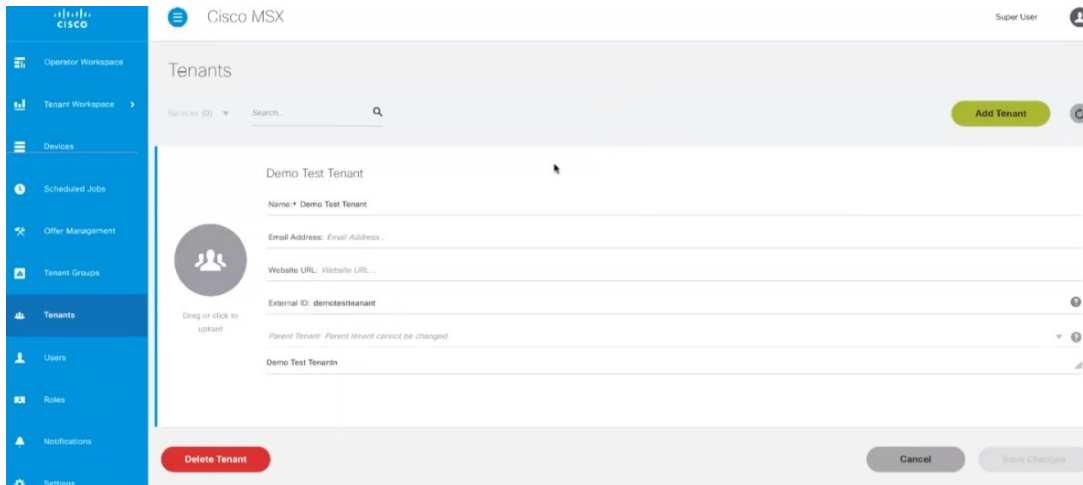 CISCO
Cisco MSX
Super User
Operator Workspace
Tenant Workspace
Devices
Scheduled Jobs
Offer Management
Tenant Groups
Tenants
Users
Roles
Notifications
Settings
Tenants
Services (0)
Search...
Add Tenant
Demo Test Tenant
Name:* Demo Test Tenant
Email Address: Email Address...
Website URL: Website URL...
External ID: demotestteanant
Parent Tenant: Parent tenant cannot be changed
Demo Test Tenantn
Drag or click to
upload
Delete Tenant
Cancel
Save Changes